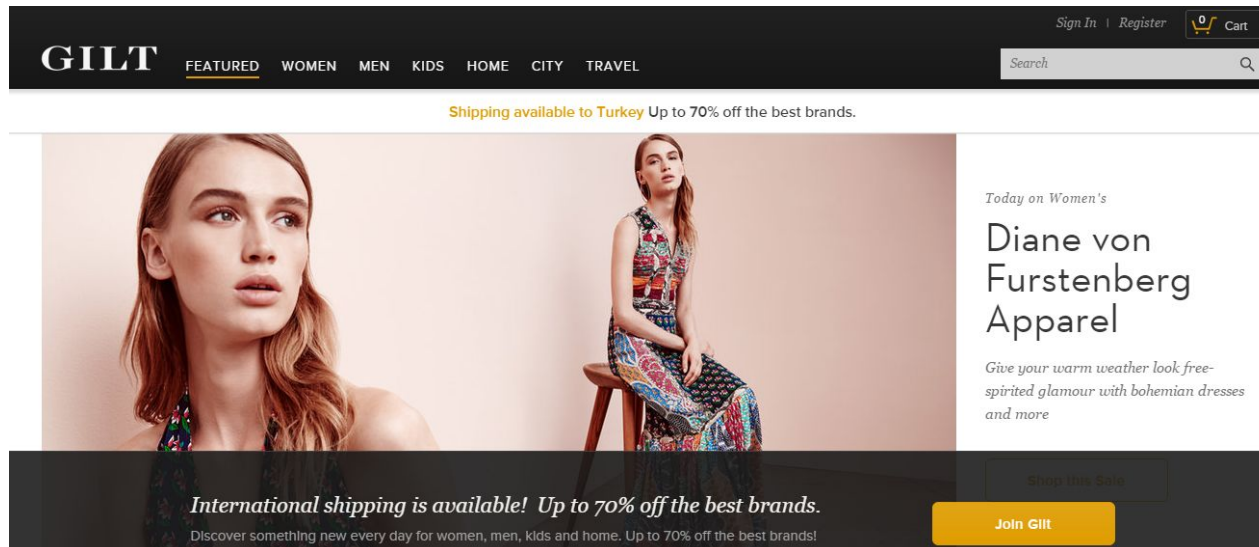 Sign In | Register
0
Cart
GILT
FEATURED WOMEN MEN KIDS HOME CITY TRAVEL
Search
Shipping available to Turkey Up to 70% off the best brands.
Today on Women's
Diane von
Furstenberg
Apparel
Give your warm weather look free-
spirited glamour with bohemian dresses
and more
Shop this Sale
International shipping is available! Up to 70% off the best brands.
Join Gilt
Discover something new every day for women, men, kids and home. Up to 70% off the best brands!